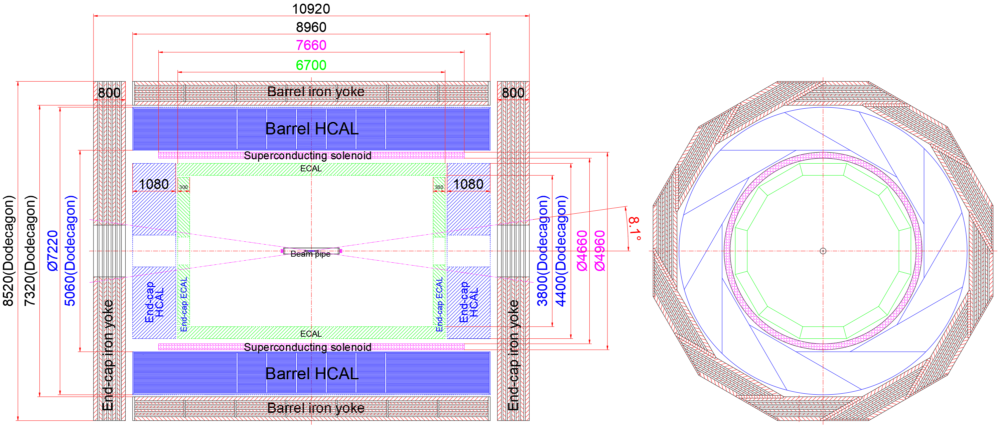 10920
8960
7660
6700
800
Barrel iron yoke
800
Barrel HCAL
Superconducting solenoid
ECAL
1080
300
300
1080
8520(Dodecagon)
7320(Dodecagon)
Ø7220
5060(Dodecagon)
3800(Dodecagon)
4400(Dodecagon)
Ø4660
Ø4960
8.1°
Beam pipe
End-cap
HCAL
End-cap ECAL
End-cap ECAL
End-cap
HCAL
End-cap iron yoke
End-cap iron yoke
ECAL
Superconducting solenoid
Barrel HCAL
Barrel iron yoke